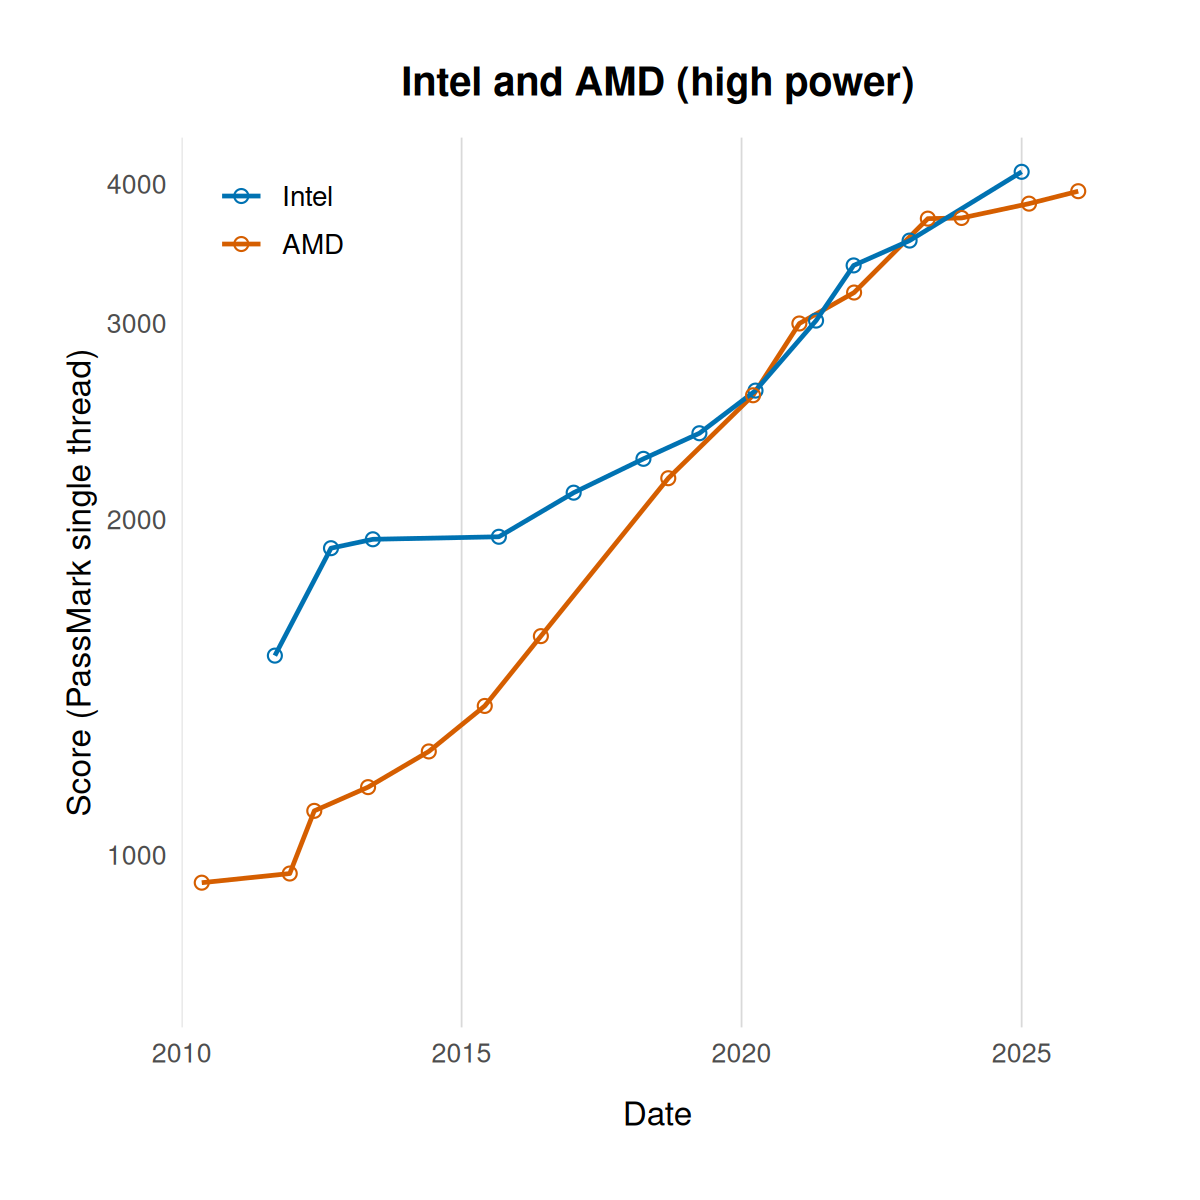 Intel and AMD (high power)
Intel
AMD
4000
3000
2000
1000
Score (PassMark single thread)
2010 2015 2020 2025
Date